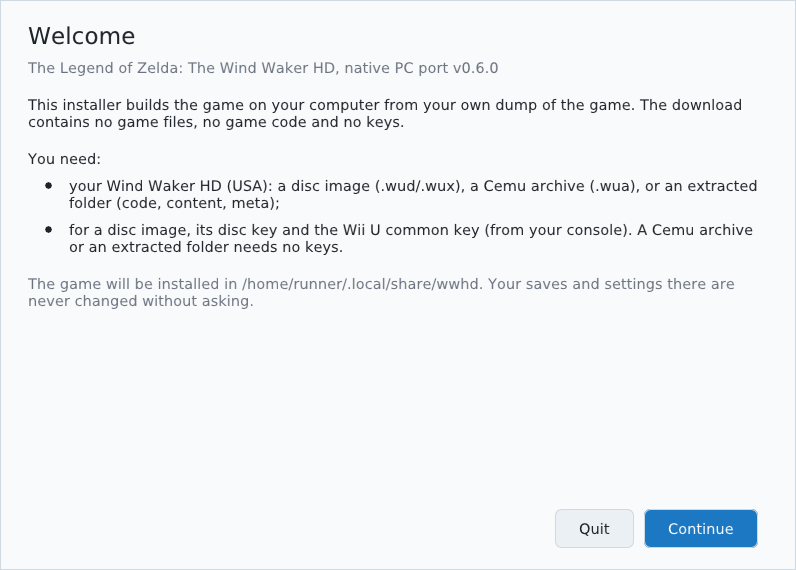 Welcome
The Legend of Zelda: The Wind Waker HD, native PC port v0.6.0
This installer builds the game on your computer from your own dump of the game. The download
contains no game files, no game code and no keys.
You need:
● your Wind Waker HD (USA): a disc image (.wud/.wux), a Cemu archive (.wua), or an extracted
folder (code, content, meta);
● for a disc image, its disc key and the Wii U common key (from your console). A Cemu archive
or an extracted folder needs no keys.
The game will be installed in /home/runner/.local/share/wwhd. Your saves and settings there are
never changed without asking.
Quit
Continue